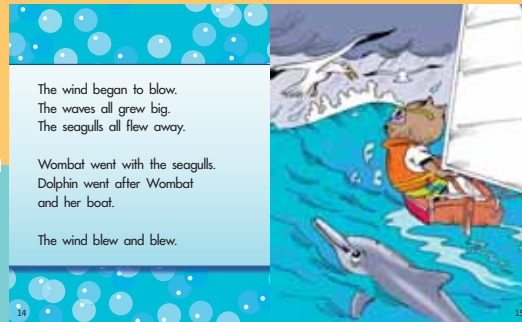 The wind began to blow.
The waves all grew big.
The seagulls all flew away.
Wombat went with the seagulls.
Dolphin went after Wombat
and her boat.
The wind blew and blew.
14
15